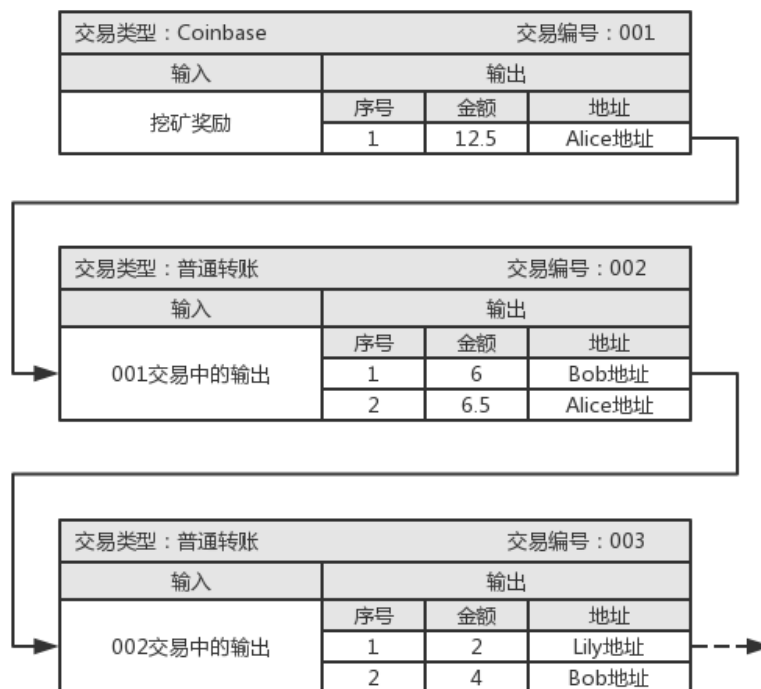 交易类型：Coinbase 交易编号：001
输入 输出
挖矿奖励
序号 金额 地址
1 12.5 Alice地址
交易类型：普通转账 交易编号：002
输入 输出
001交易中的输出
序号 金额 地址
1 6 Bob地址
2 6.5 Alice地址
交易类型：普通转账 交易编号：003
输入 输出
002交易中的输出
序号 金额 地址
1 2 Lily地址
2 4 Bob地址